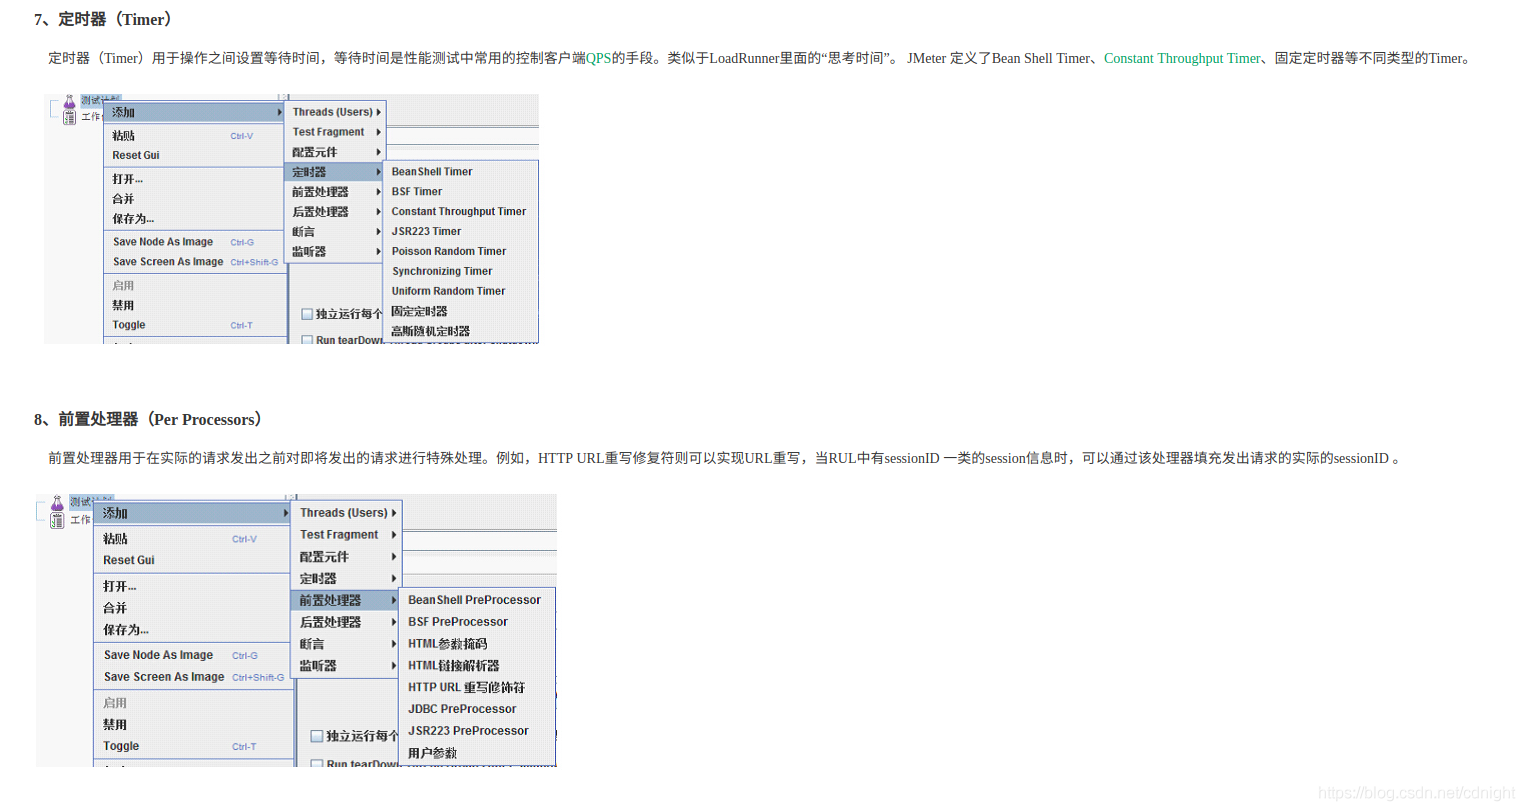 7、定时器（Timer）
定时器（Timer）用于操作之间设置等待时间，等待时间是性能测试中常用的控制客户端QPS的手段。类似于LoadRunner里面的“思考时间”。 JMeter 定义了Bean Shell Timer、Constant Throughput Timer、固定定时器等不同类型的Timer。
测试计划
工作
添加
粘贴 Ctrl-V
Reset Gui
打开...
合并
保存为...
Save Node As Image Ctrl-G
Save Screen As Image Ctrl+Shift-G
启用
禁用
Toggle Ctrl-T
Threads (Users)
Test Fragment
配置元件
定时器
前置处理器
后置处理器
断言
监听器
BeanShell Timer
BSF Timer
Constant Throughput Timer
JSR223 Timer
Poisson Random Timer
Synchronizing Timer
Uniform Random Timer
固定定时器
高斯随机定时器
独立运行每个
Run tearDown
8、前置处理器（Per Processors）
前置处理器用于在实际的请求发出之前对即将发出的请求进行特殊处理。例如，HTTP URL重写修复符则可以实现URL重写，当RUL中有sessionID 一类的session信息时，可以通过该处理器填充发出请求的实际的sessionID 。
测试计划
工作
添加
粘贴 Ctrl-V
Reset Gui
打开...
合并
保存为...
Save Node As Image Ctrl-G
Save Screen As Image Ctrl+Shift-G
启用
禁用
Toggle Ctrl-T
Threads (Users)
Test Fragment
配置元件
定时器
前置处理器
后置处理器
断言
监听器
BeanShell PreProcessor
BSF PreProcessor
HTML参数掩码
HTML链接解析器
HTTP URL 重写修饰符
JDBC PreProcessor
JSR223 PreProcessor
用户参数
独立运行每个
Run tearDown
https://blog.csdn.net/cdnight